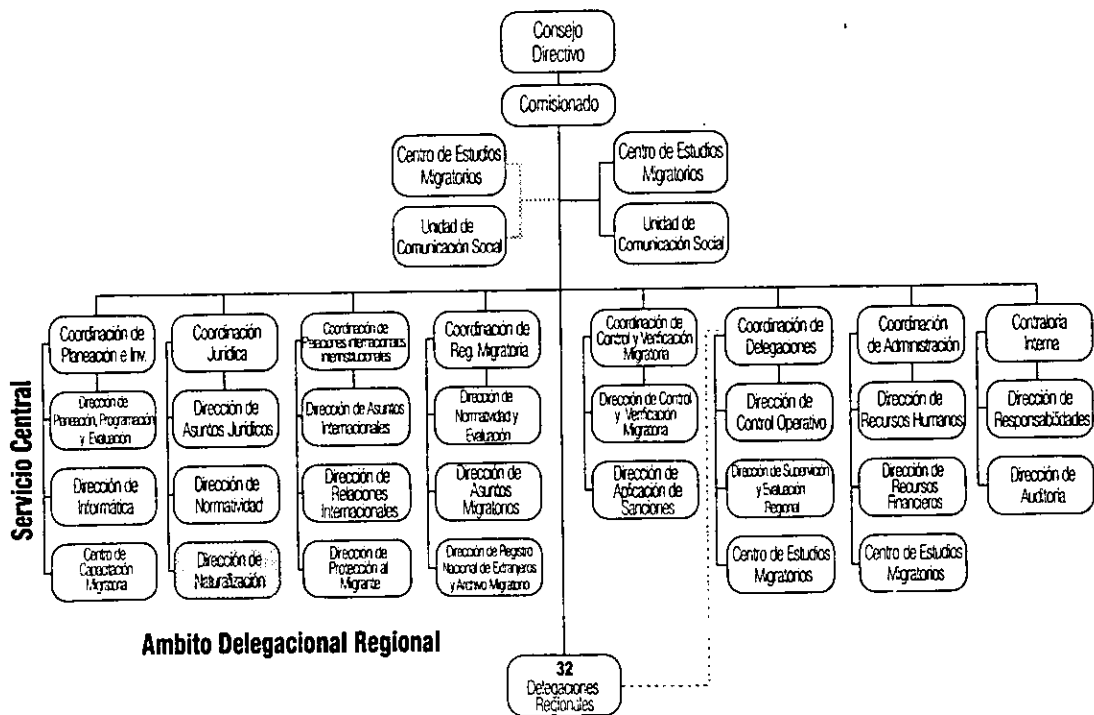 Consejo
Directivo
Comisionado
Centro de Estudios
Migratorios
Unidad de
Comunicación Social
Centro de Estudios
Migratorios
Unidad de
Comunicación Social
Servicio Central
Coordinación de
Planeación e Inv.
Dirección de
Planeación, Programación
y Evaluación
Dirección de
Informática
Centro de
Capacitación
Migratoria
Coordinación
Jurídica
Dirección de
Asuntos Jurídicos
Dirección de
Normatividad
Dirección de
Naturalización
Coordinación de
Relaciones Internacionales
Interinstitucionales
Dirección de Asuntos
Internacionales
Dirección de
Relaciones
Internacionales
Dirección de
Protección al
Migrante
Coordinación de
Reg. Migratoria
Dirección de
Normatividad y
Evaluación
Dirección de
Asuntos
Migratorios
Dirección de Registro
Nacional de Extranjeros
y Archivo Migratorio
Coordinación de
Control y Verificación
Migratoria
Dirección de Control
y Verificación
Migratoria
Dirección de
Aplicación de
Sanciones
Coordinación de
Delegaciones
Dirección de
Control Operativo
Dirección de Supervisión
y Evaluación
Regional
Centro de Estudios
Migratorios
Coordinación
de Administración
Dirección de
Recursos Humanos
Dirección de
Recursos
Financieros
Centro de Estudios
Migratorios
Contraloria
Interna
Dirección de
Responsabilidades
Dirección de
Auditoria
Ambito Delegacional Regional
32
Delegaciones
Regionales